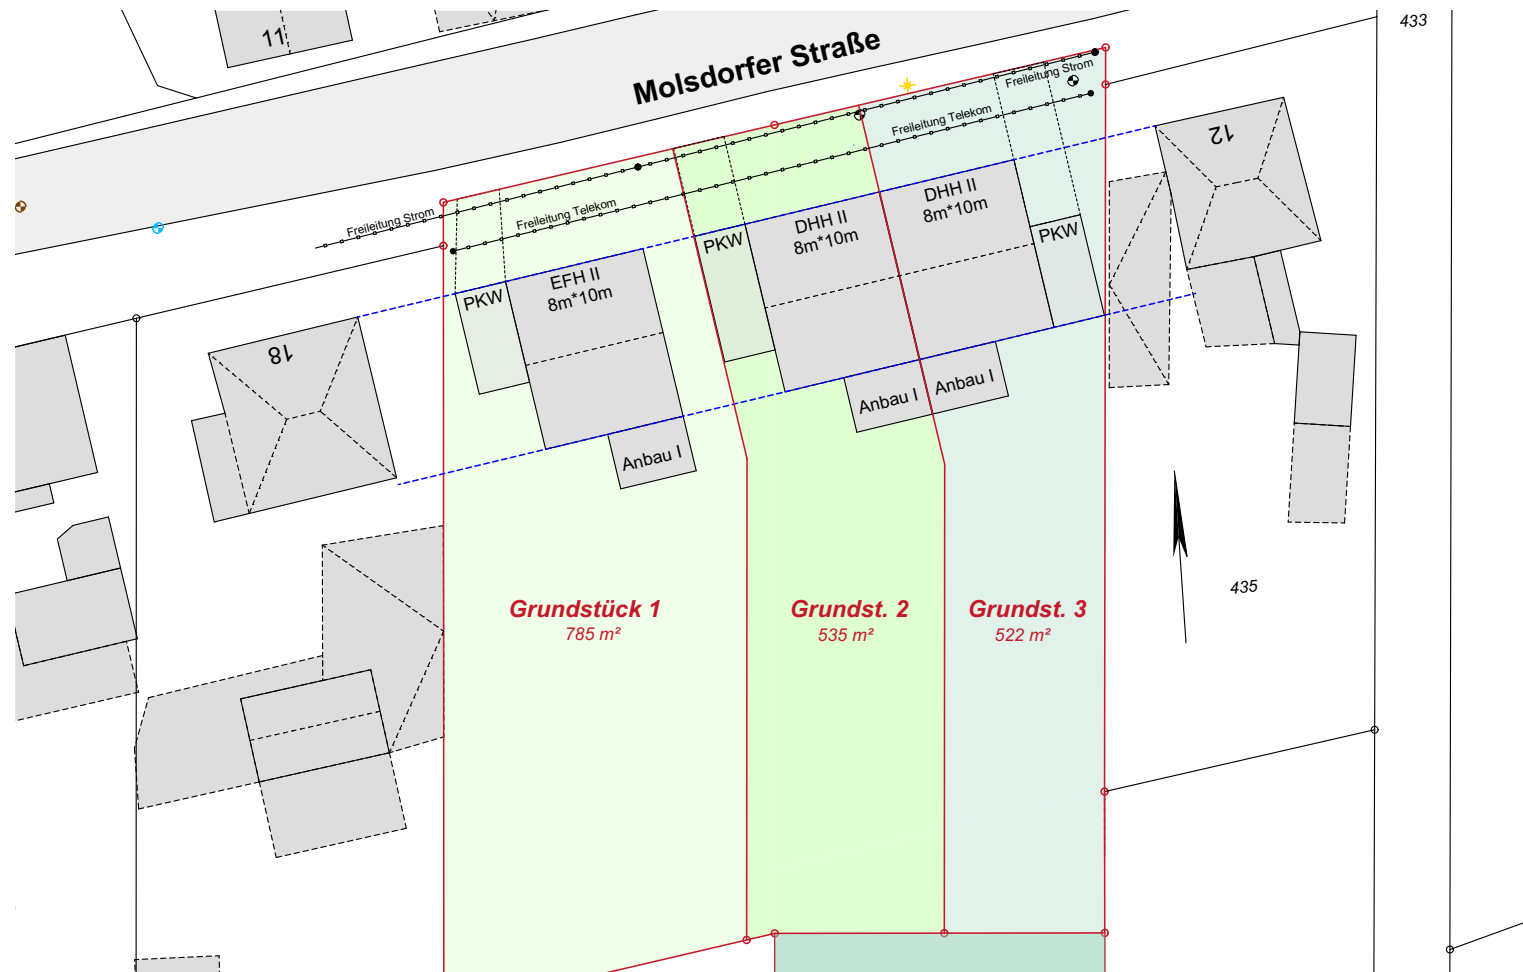 11
433
Molsdorfer Straße
Freileitung Strom
Freileitung Telekom
12
Freileitung Strom
Freileitung Telekom
DHH II
8m*10m
DHH II
8m*10m
PKW
PKW
EFH II
8m*10m
PKW
18
Anbau I
Anbau I
Anbau I
435
Grundstück 1
785 m²
Grundst. 2
535 m²
Grundst. 3
522 m²